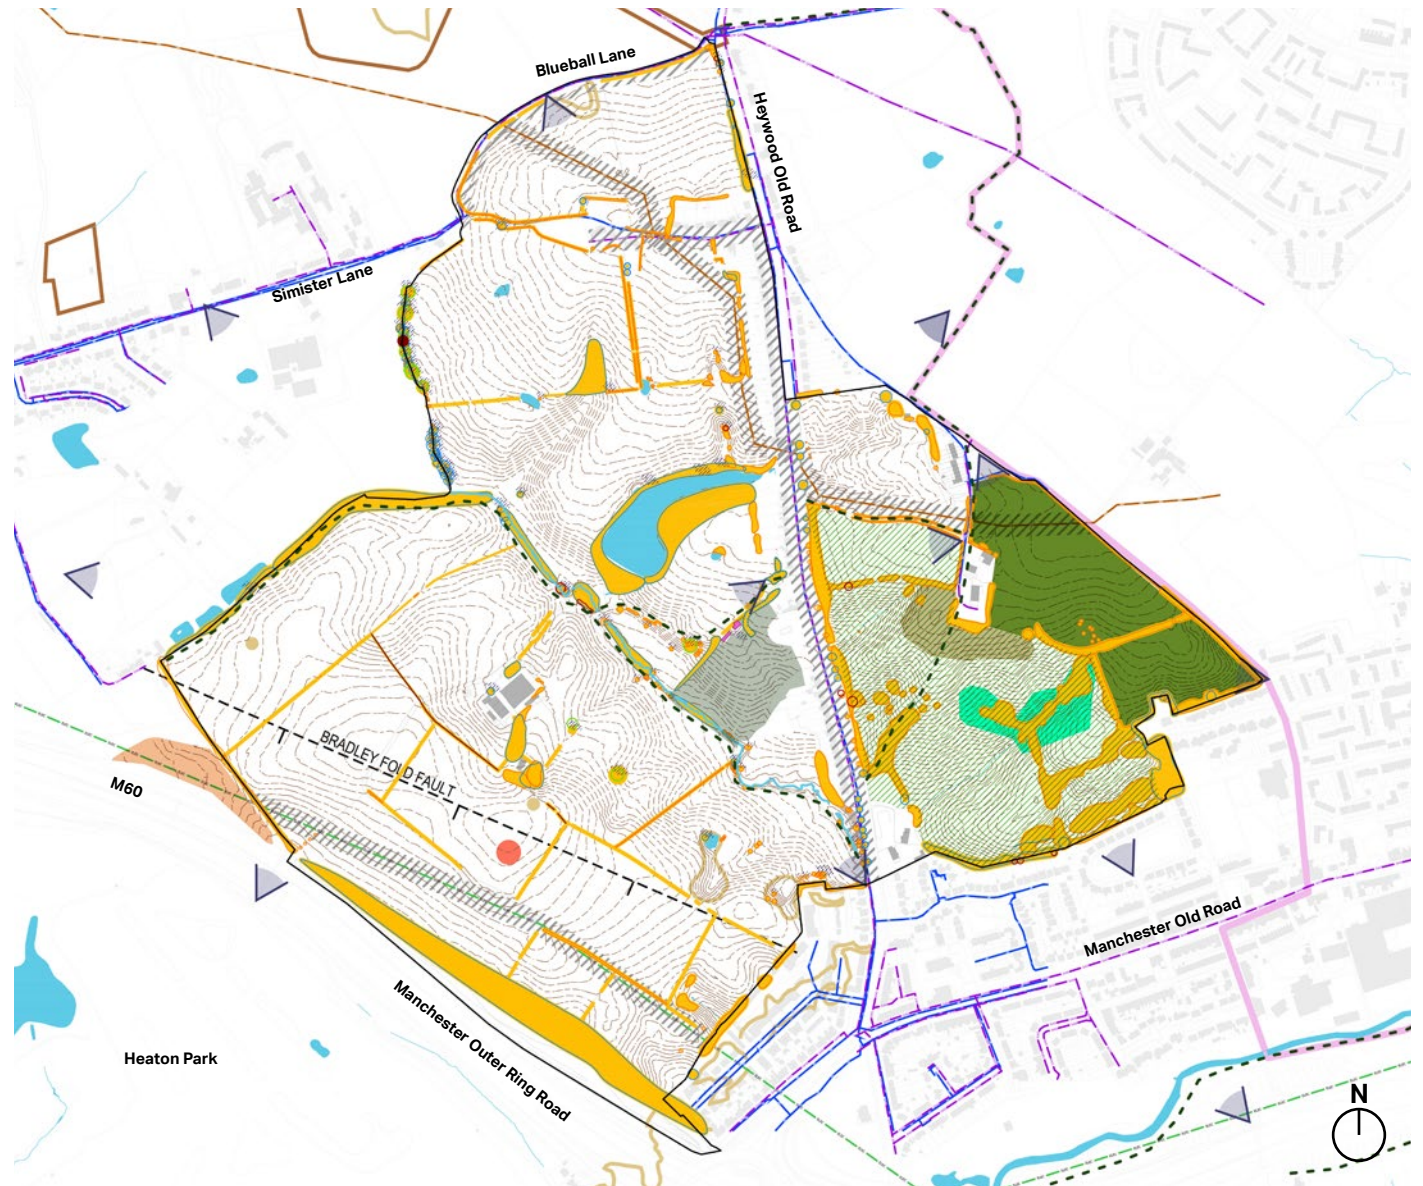 Blueball Lane
Heywood Old Road
Simister Lane
BRADLEY FOLD FAULT
M60
Manchester Old Road
Manchester Outer Ring Road
Heaton Park
N